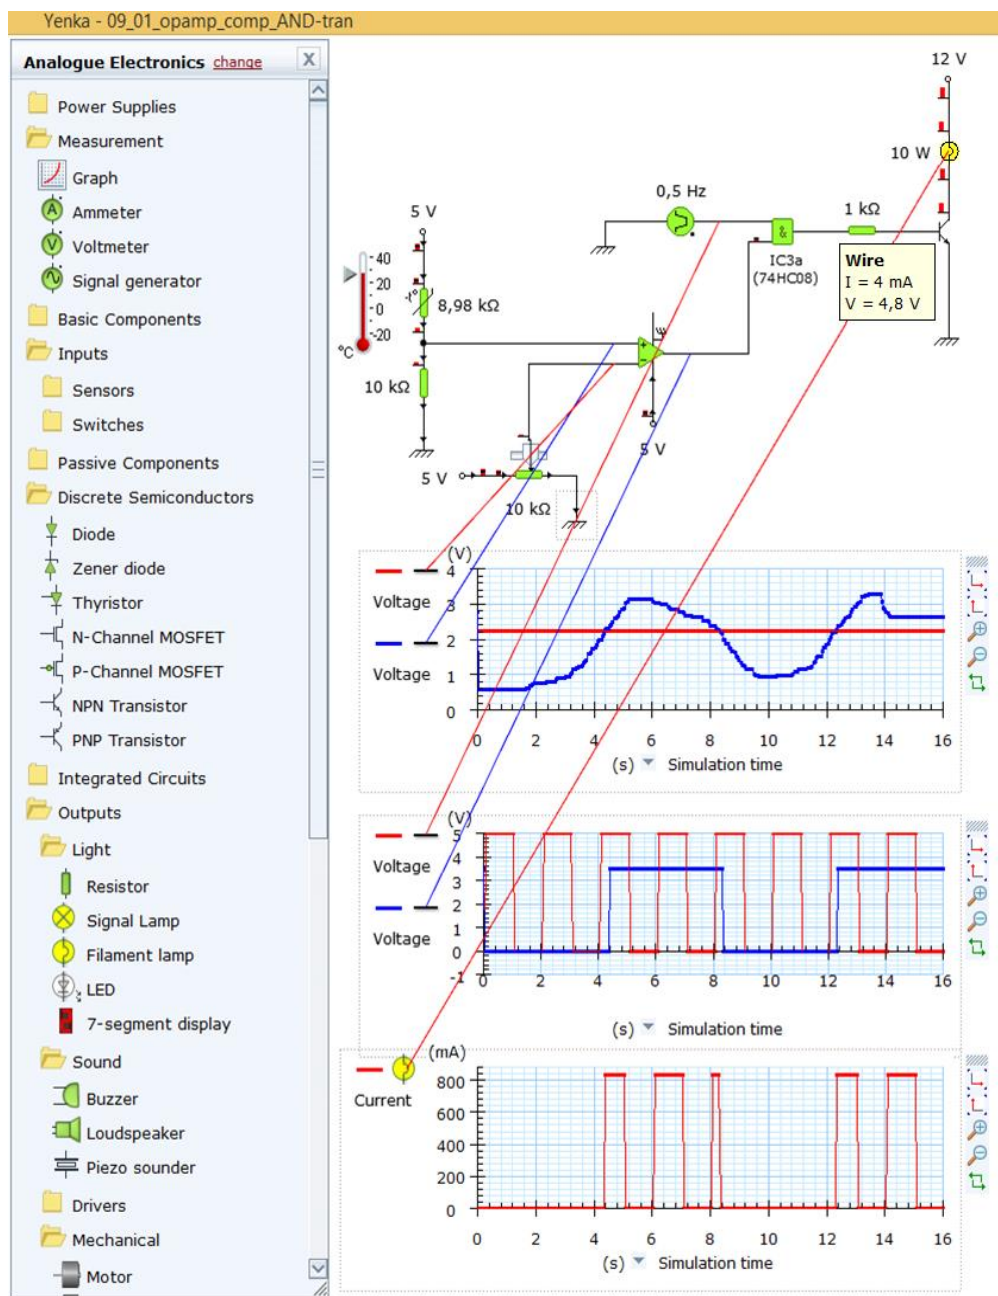 Yenka - 09_01_opamp_comp_AND-tran
Analogue Electronics change X
Power Supplies
Measurement
Graph
A Ammeter
V Voltmeter
Signal generator
Basic Components
Inputs
Sensors
Switches
Passive Components
Discrete Semiconductors
Diode
Zener diode
Thyristor
N-Channel MOSFET
P-Channel MOSFET
NPN Transistor
PNP Transistor
Integrated Circuits
Outputs
Light
Resistor
Signal Lamp
Filament lamp
LED
7-segment display
Sound
Buzzer
Loudspeaker
Piezo sounder
Drivers
Mechanical
Motor
12 V
10 W
0,5 Hz
1 kΩ
&
IC3a
(74HC08)
Wire
I = 4 mA
V = 4,8 V
5 V
40
20
0
-20
°C
-t°
8,98 kΩ
10 kΩ
+
−
5 V
5 V
10 kΩ
(V)
Voltage
Voltage
4
3
2
1
0
0 2 4 6 8 10 12 14 16
(s) Simulation time
(V)
Voltage
Voltage
5
4
3
2
1
0
-1
0 2 4 6 8 10 12 14 16
(s) Simulation time
(mA)
Current
800
600
400
200
0
0 2 4 6 8 10 12 14 16
(s) Simulation time